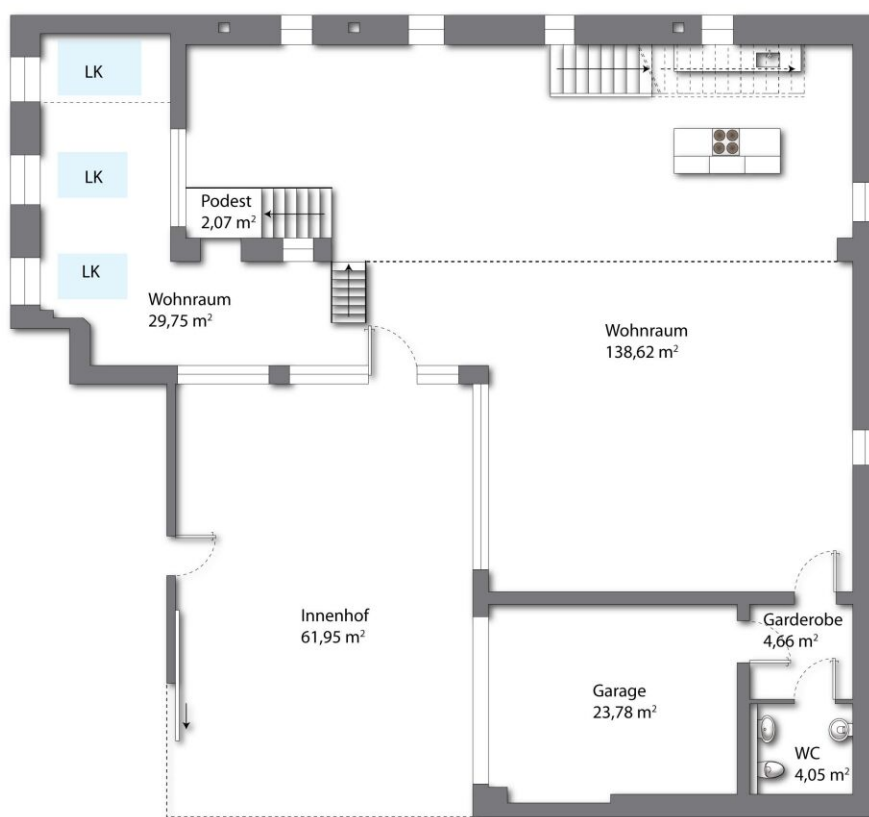 LK
LK
LK
Podest
2,07 m²
Wohnraum
29,75 m²
Wohnraum
138,62 m²
Innenhof
61,95 m²
Garderobe
4,66 m²
Garage
23,78 m²
WC
4,05 m²